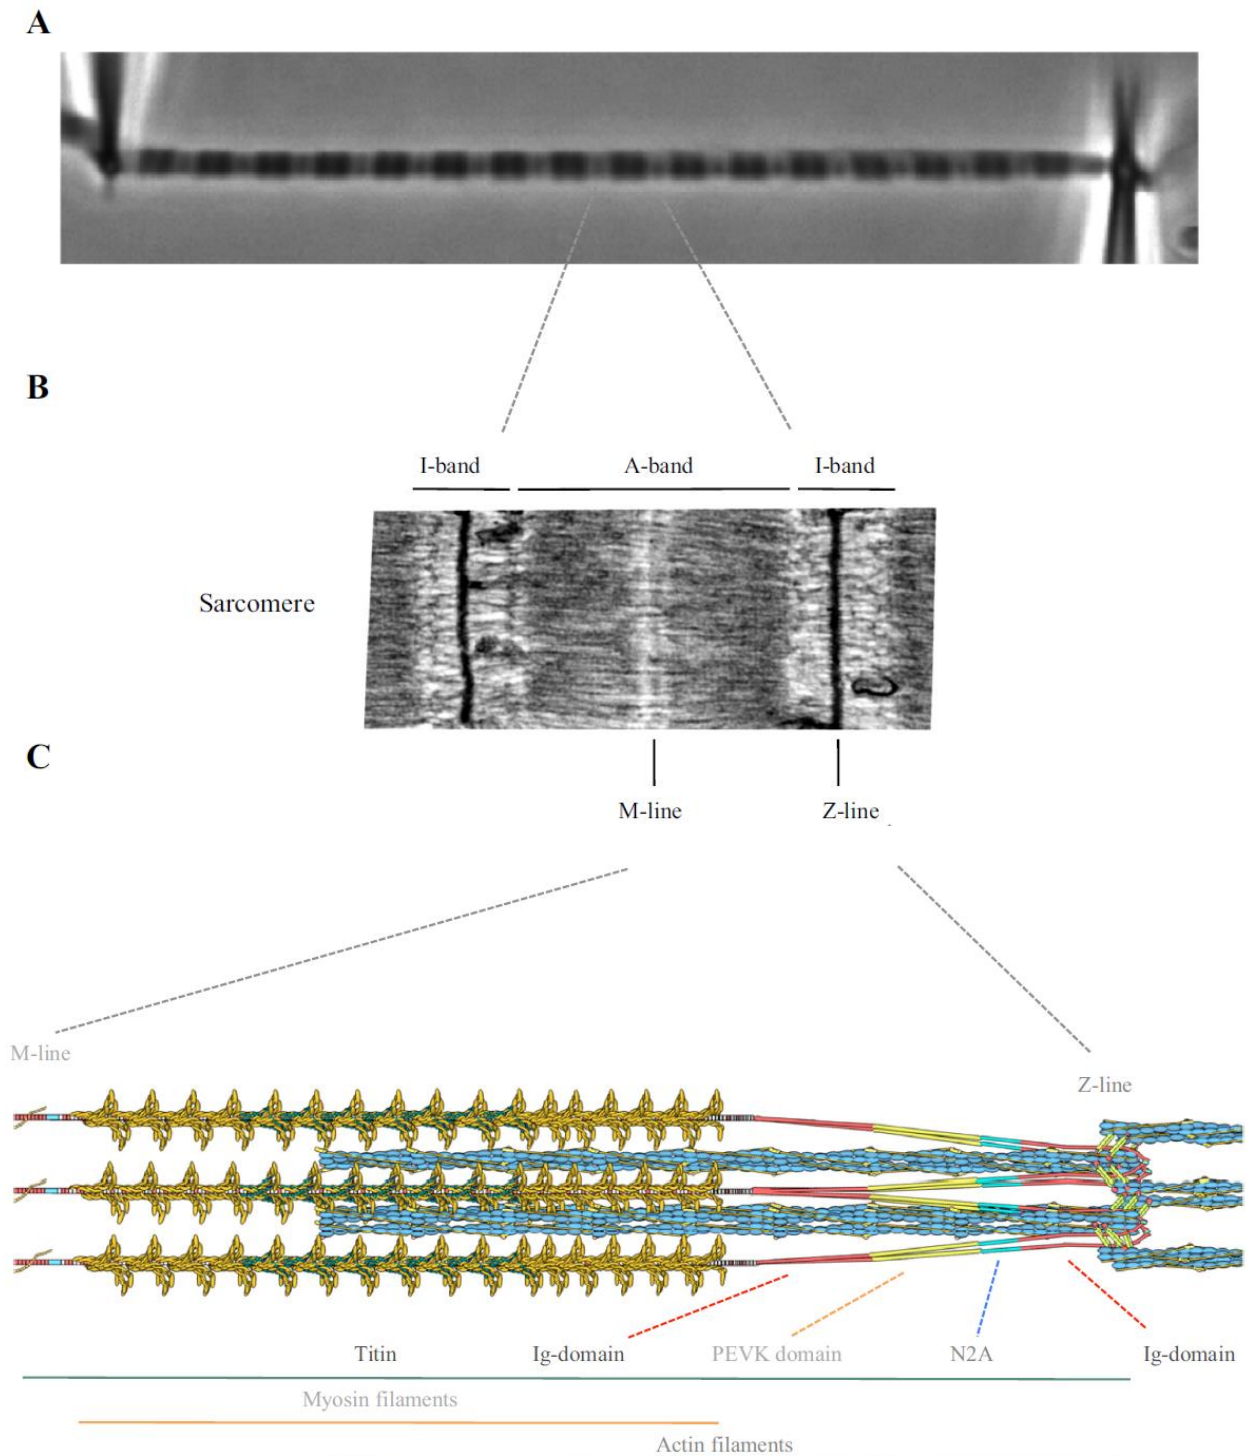 A
B
I-band A-band I-band
Sarcomere
C
M-line Z-line
M-line
Z-line
Titin Ig-domain PEVK domain N2A Ig-domain
Myosin filaments
Actin filaments